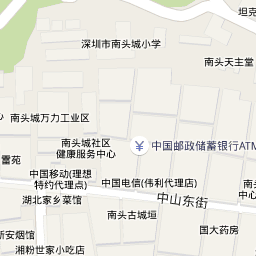 坦克
深圳市南头城小学
南头天主堂
南头城万力工业区
南头城社区
健康服务中心
中国邮政储蓄银行ATM
雷苑
中国移动(理想
特约代理点)
中国电信(伟利代理店)
湖北家乡菜馆
中山东街
南头古城垣
新安烟馆
国大药房
湘粉世家小吃店